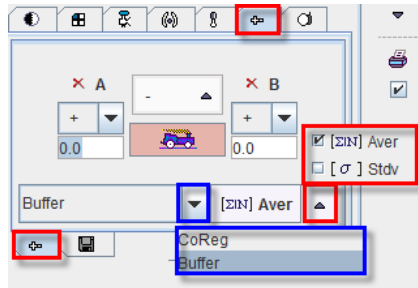 A
B
-
+
+
0.0
0.0
[ΣIN] Aver
[ σ ] Stdv
Buffer
[ΣIN] Aver
CoReg
Buffer